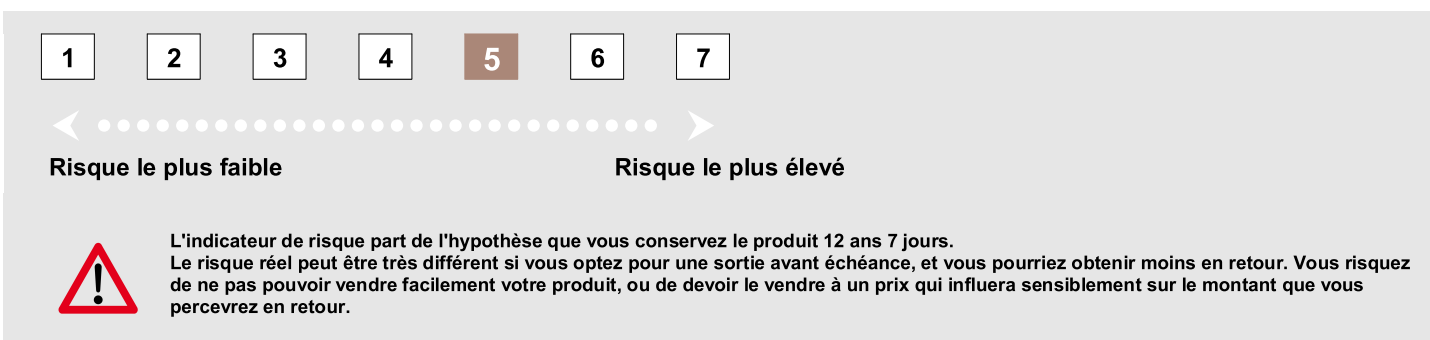 1 2 3 4 5 6 7
Risque le plus faible Risque le plus élevé
L'indicateur de risque part de l'hypothèse que vous conservez le produit 12 ans 7 jours.
Le risque réel peut être très différent si vous optez pour une sortie avant échéance, et vous pourriez obtenir moins en retour. Vous risquez
de ne pas pouvoir vendre facilement votre produit, ou de devoir le vendre à un prix qui influera sensiblement sur le montant que vous
percevrez en retour.